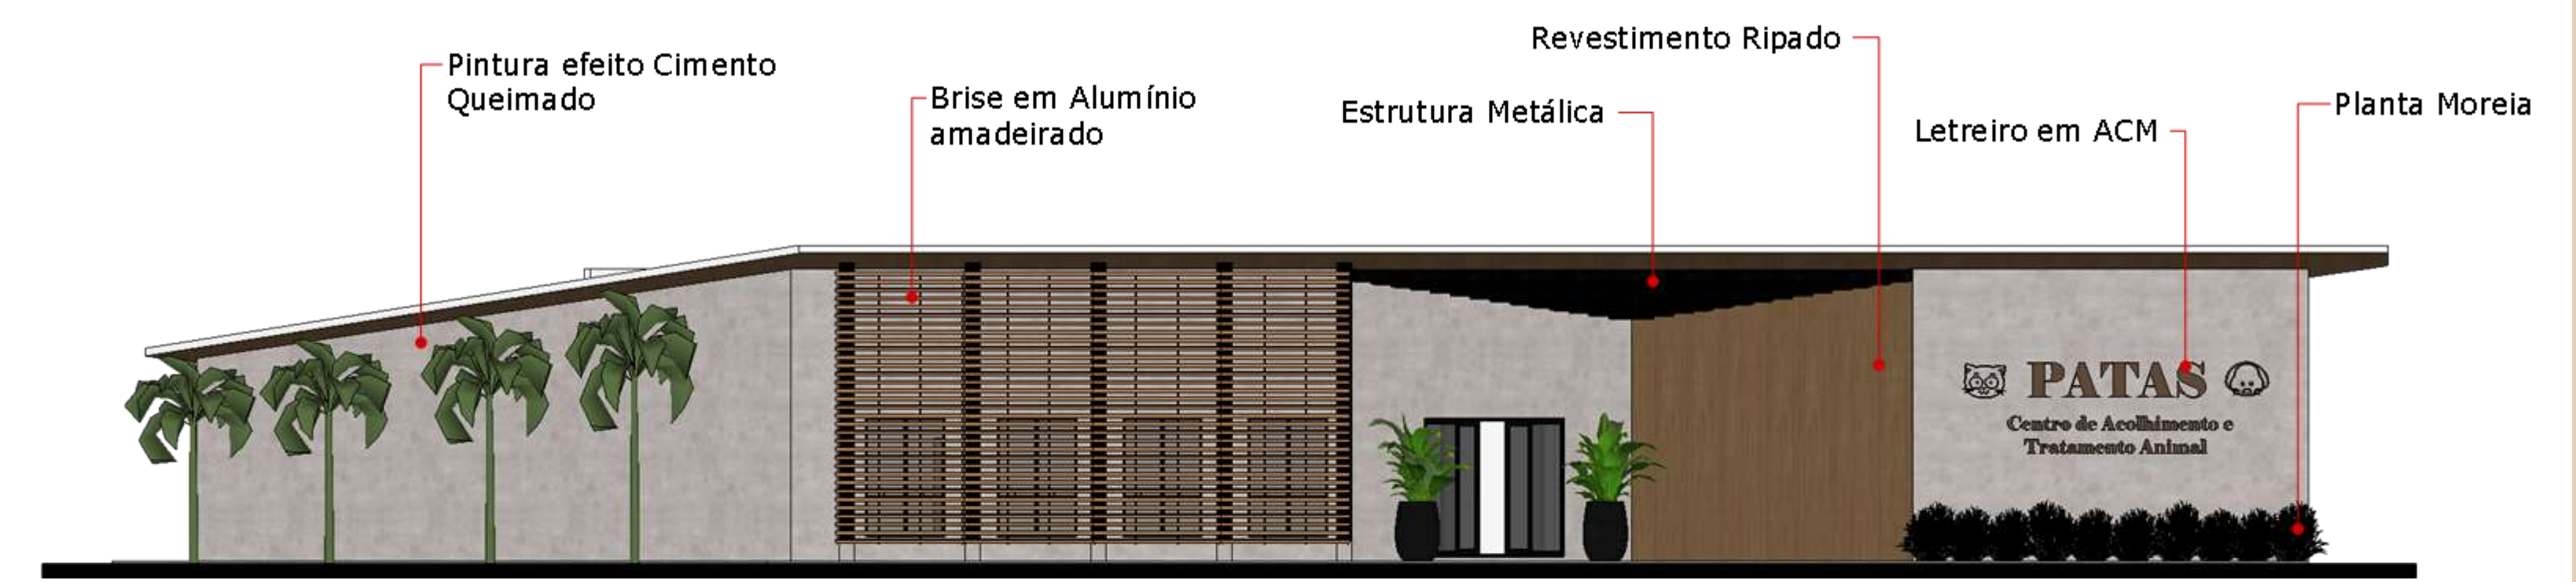 Pintura efeito Cimento
Queimado
Brise em Alumínio
amadeirado
Estrutura Metálica
Revestimento Ripado
Letreiro em ACM
Planta Moreia
PATAS
Centro de Acolhimento e
Tratamento Animal